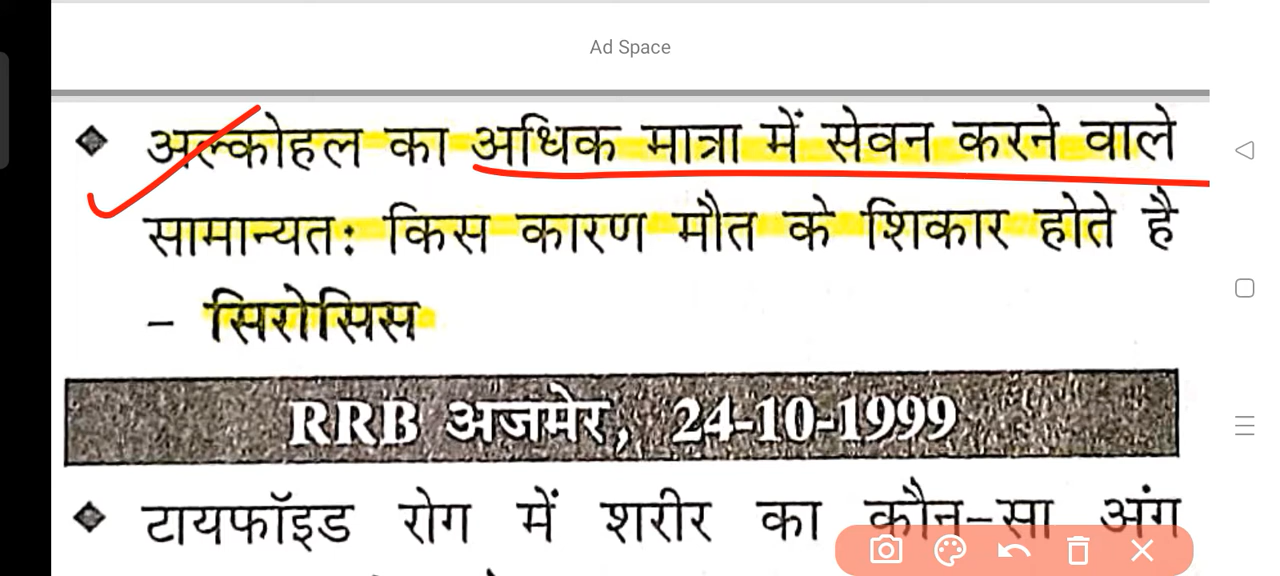 Ad Space
◆ अल्कोहल का अधिक मात्रा में सेवन करने वाले
सामान्यत: किस कारण मौत के शिकार होते है
– सिरोसिस
RRB अजमेर, 24-10-1999
◆ टायफॉइड रोग में शरीर का कौन-सा अंग